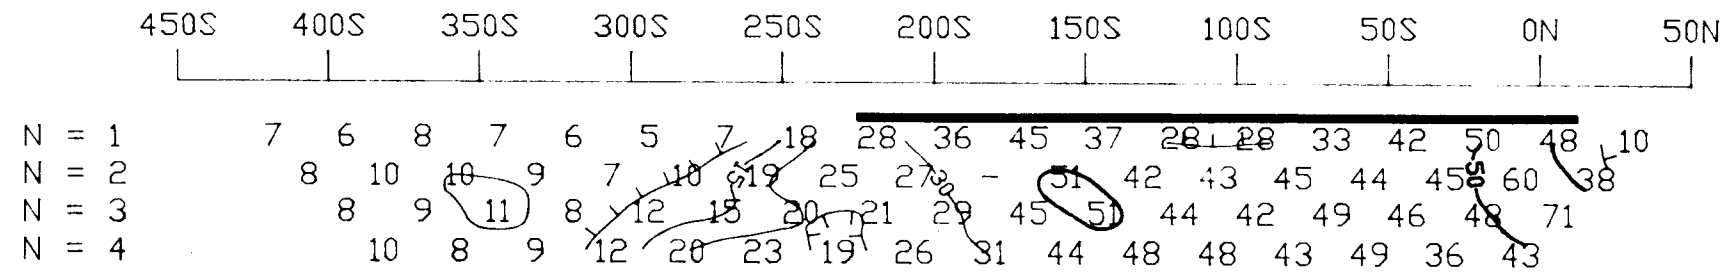 450S 400S 350S 300S 250S 200S 150S 100S 50S 0N 50N
N = 1 7 6 8 7 6 5 7 18 28 36 45 37 26 28 33 42 50 48 10
N = 2 8 10 10 9 7 10 19 25 27 - 51 42 43 45 44 45 60 38
N = 3 8 9 11 8 12 15 20 21 29 45 51 44 42 49 46 48 71
N = 4 10 8 9 12 20 23 19 26 31 44 48 48 43 49 36 43
15 30 50